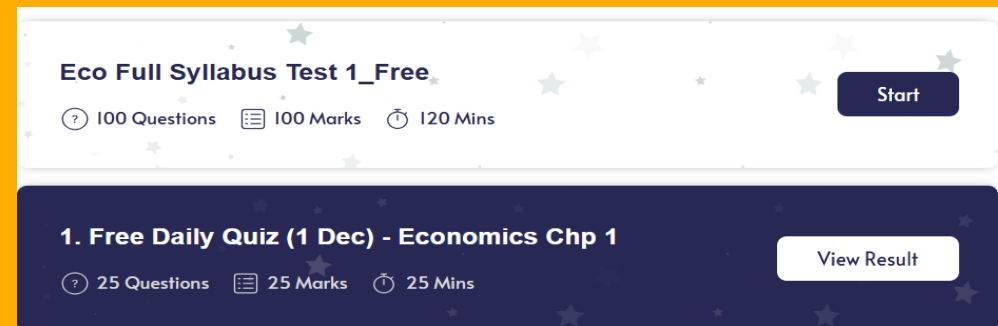 Eco Full Syllabus Test 1_Free
100 Questions 100 Marks 120 Mins
Start
1. Free Daily Quiz (1 Dec) - Economics Chp 1
25 Questions 25 Marks 25 Mins
View Result